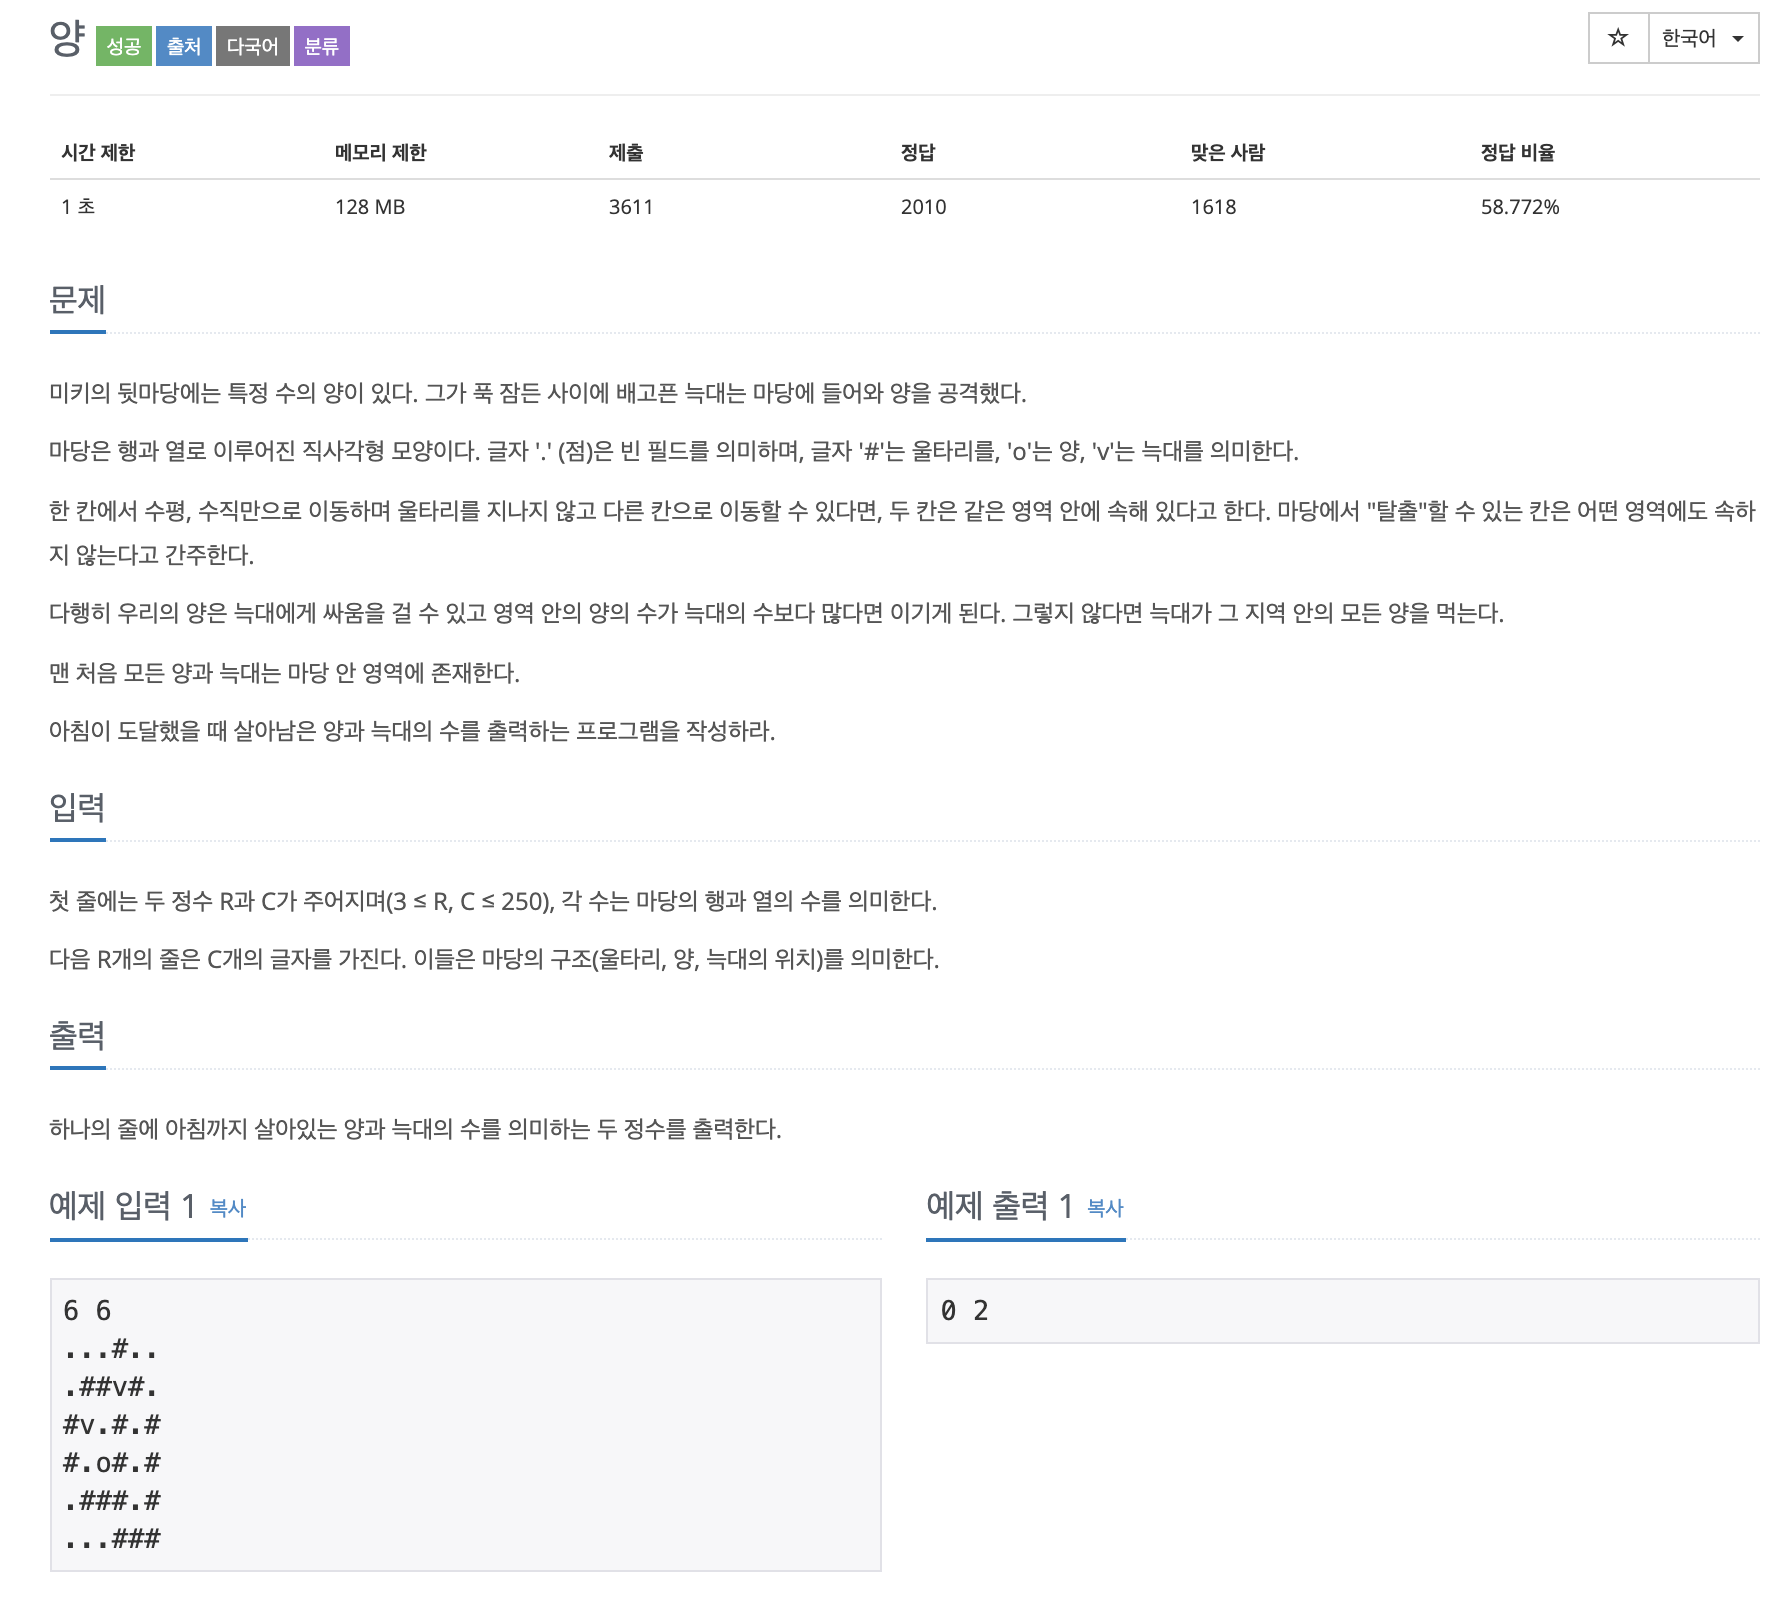 양 성공 출처 다국어 분류 ☆ 한국어
시간 제한 메모리 제한 제출 정답 맞은 사람 정답 비율
1 초 128 MB 3611 2010 1618 58.772%
문제
미키의 뒷마당에는 특정 수의 양이 있다. 그가 푹 잠든 사이에 배고픈 늑대는 마당에 들어와 양을 공격했다.
마당은 행과 열로 이루어진 직사각형 모양이다. 글자 '.' (점)은 빈 필드를 의미하며, 글자 '#'는 울타리를, 'o'는 양, 'v'는 늑대를 의미한다.
한 칸에서 수평, 수직만으로 이동하며 울타리를 지나지 않고 다른 칸으로 이동할 수 있다면, 두 칸은 같은 영역 안에 속해 있다고 한다. 마당에서 "탈출"할 수 있는 칸은 어떤 영역에도 속하
지 않는다고 간주한다.
다행히 우리의 양은 늑대에게 싸움을 걸 수 있고 영역 안의 양의 수가 늑대의 수보다 많다면 이기게 된다. 그렇지 않다면 늑대가 그 지역 안의 모든 양을 먹는다.
맨 처음 모든 양과 늑대는 마당 안 영역에 존재한다.
아침이 도달했을 때 살아남은 양과 늑대의 수를 출력하는 프로그램을 작성하라.
입력
첫 줄에는 두 정수 R과 C가 주어지며(3 ≤ R, C ≤ 250), 각 수는 마당의 행과 열의 수를 의미한다.
다음 R개의 줄은 C개의 글자를 가진다. 이들은 마당의 구조(울타리, 양, 늑대의 위치)를 의미한다.
출력
하나의 줄에 아침까지 살아있는 양과 늑대의 수를 의미하는 두 정수를 출력한다.
예제 입력 1 복사
6 6
...#..
.##v#.
#v.#.#
#.o#.#
.###.#
...###
예제 출력 1 복사
0 2